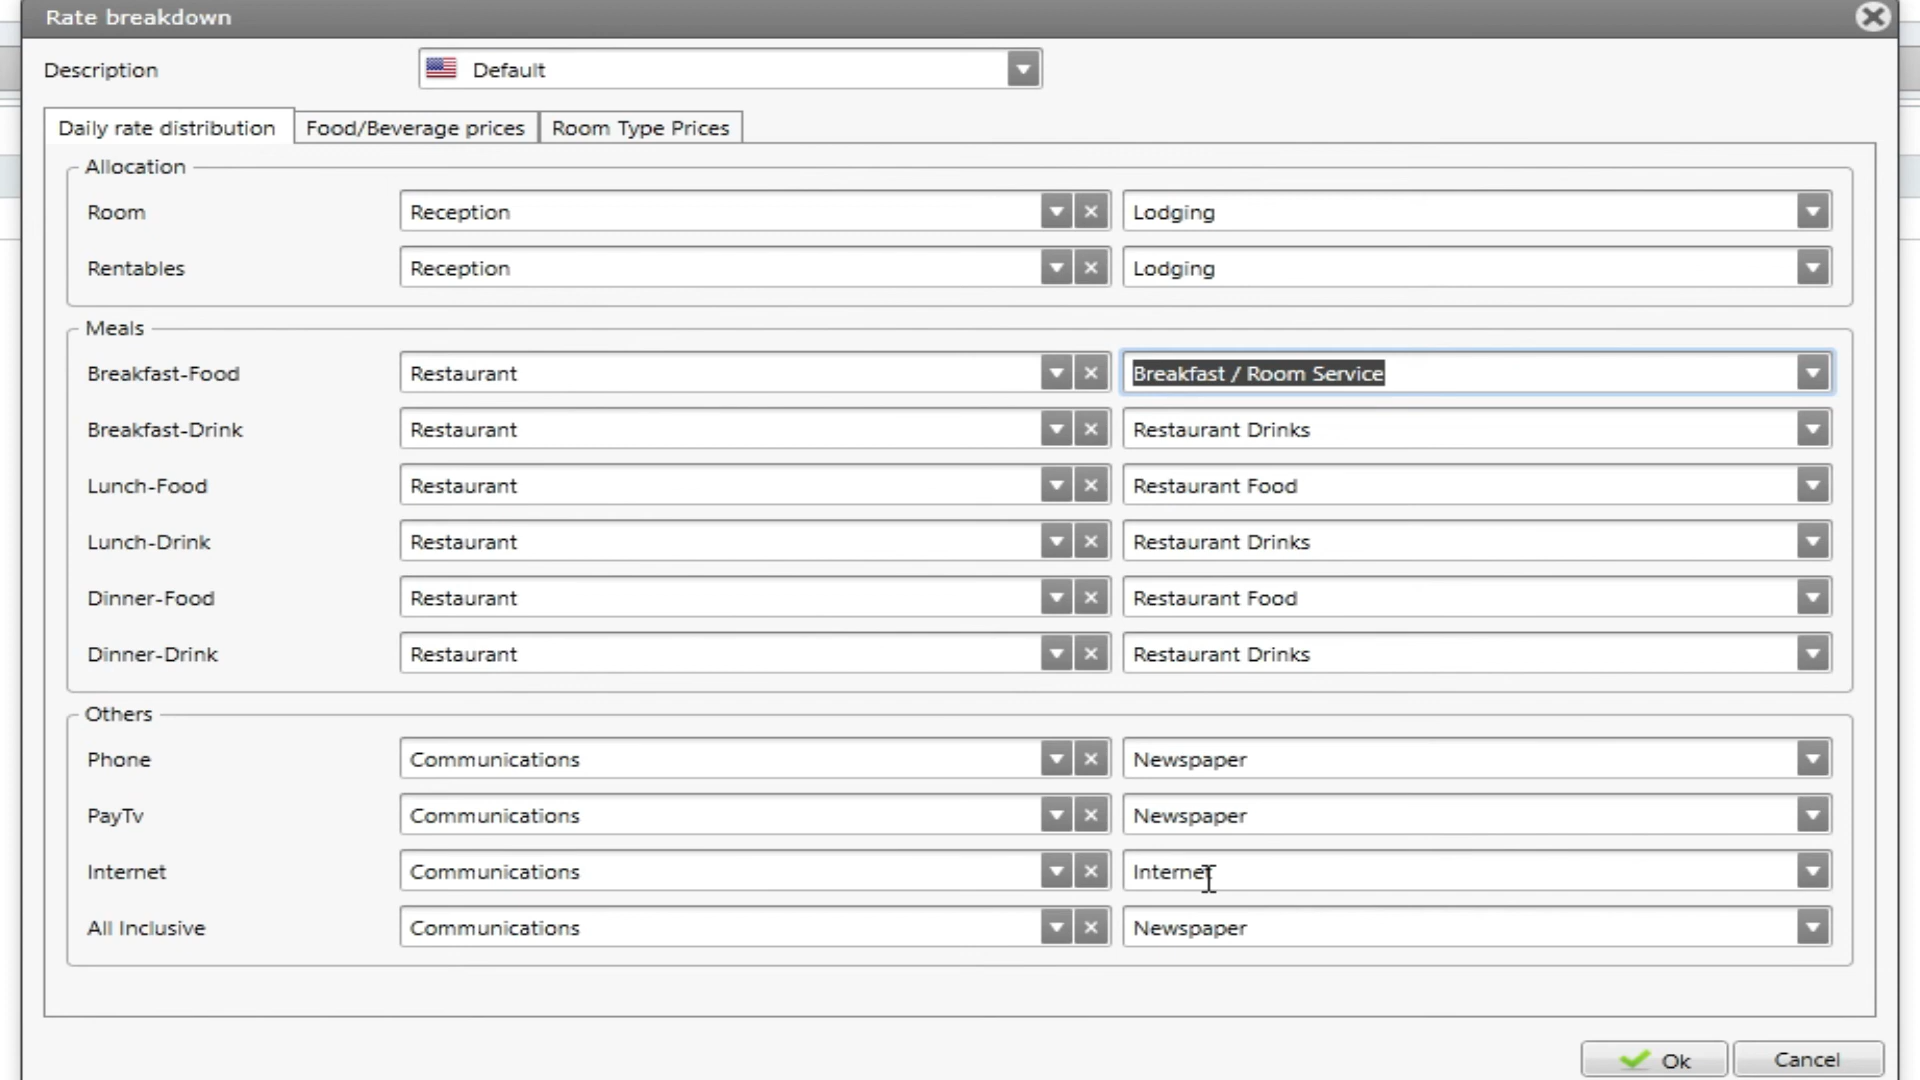 Rate breakdown
Description Default
Daily rate distribution Food/Beverage prices Room Type Prices
Allocation
Room Reception Lodging
Rentables Reception Lodging
Meals
Breakfast-Food Restaurant Breakfast / Room Service
Breakfast-Drink Restaurant Restaurant Drinks
Lunch-Food Restaurant Restaurant Food
Lunch-Drink Restaurant Restaurant Drinks
Dinner-Food Restaurant Restaurant Food
Dinner-Drink Restaurant Restaurant Drinks
Others
Phone Communications Newspaper
PayTv Communications Newspaper
Internet Communications Internet
All Inclusive Communications Newspaper
Ok Cancel